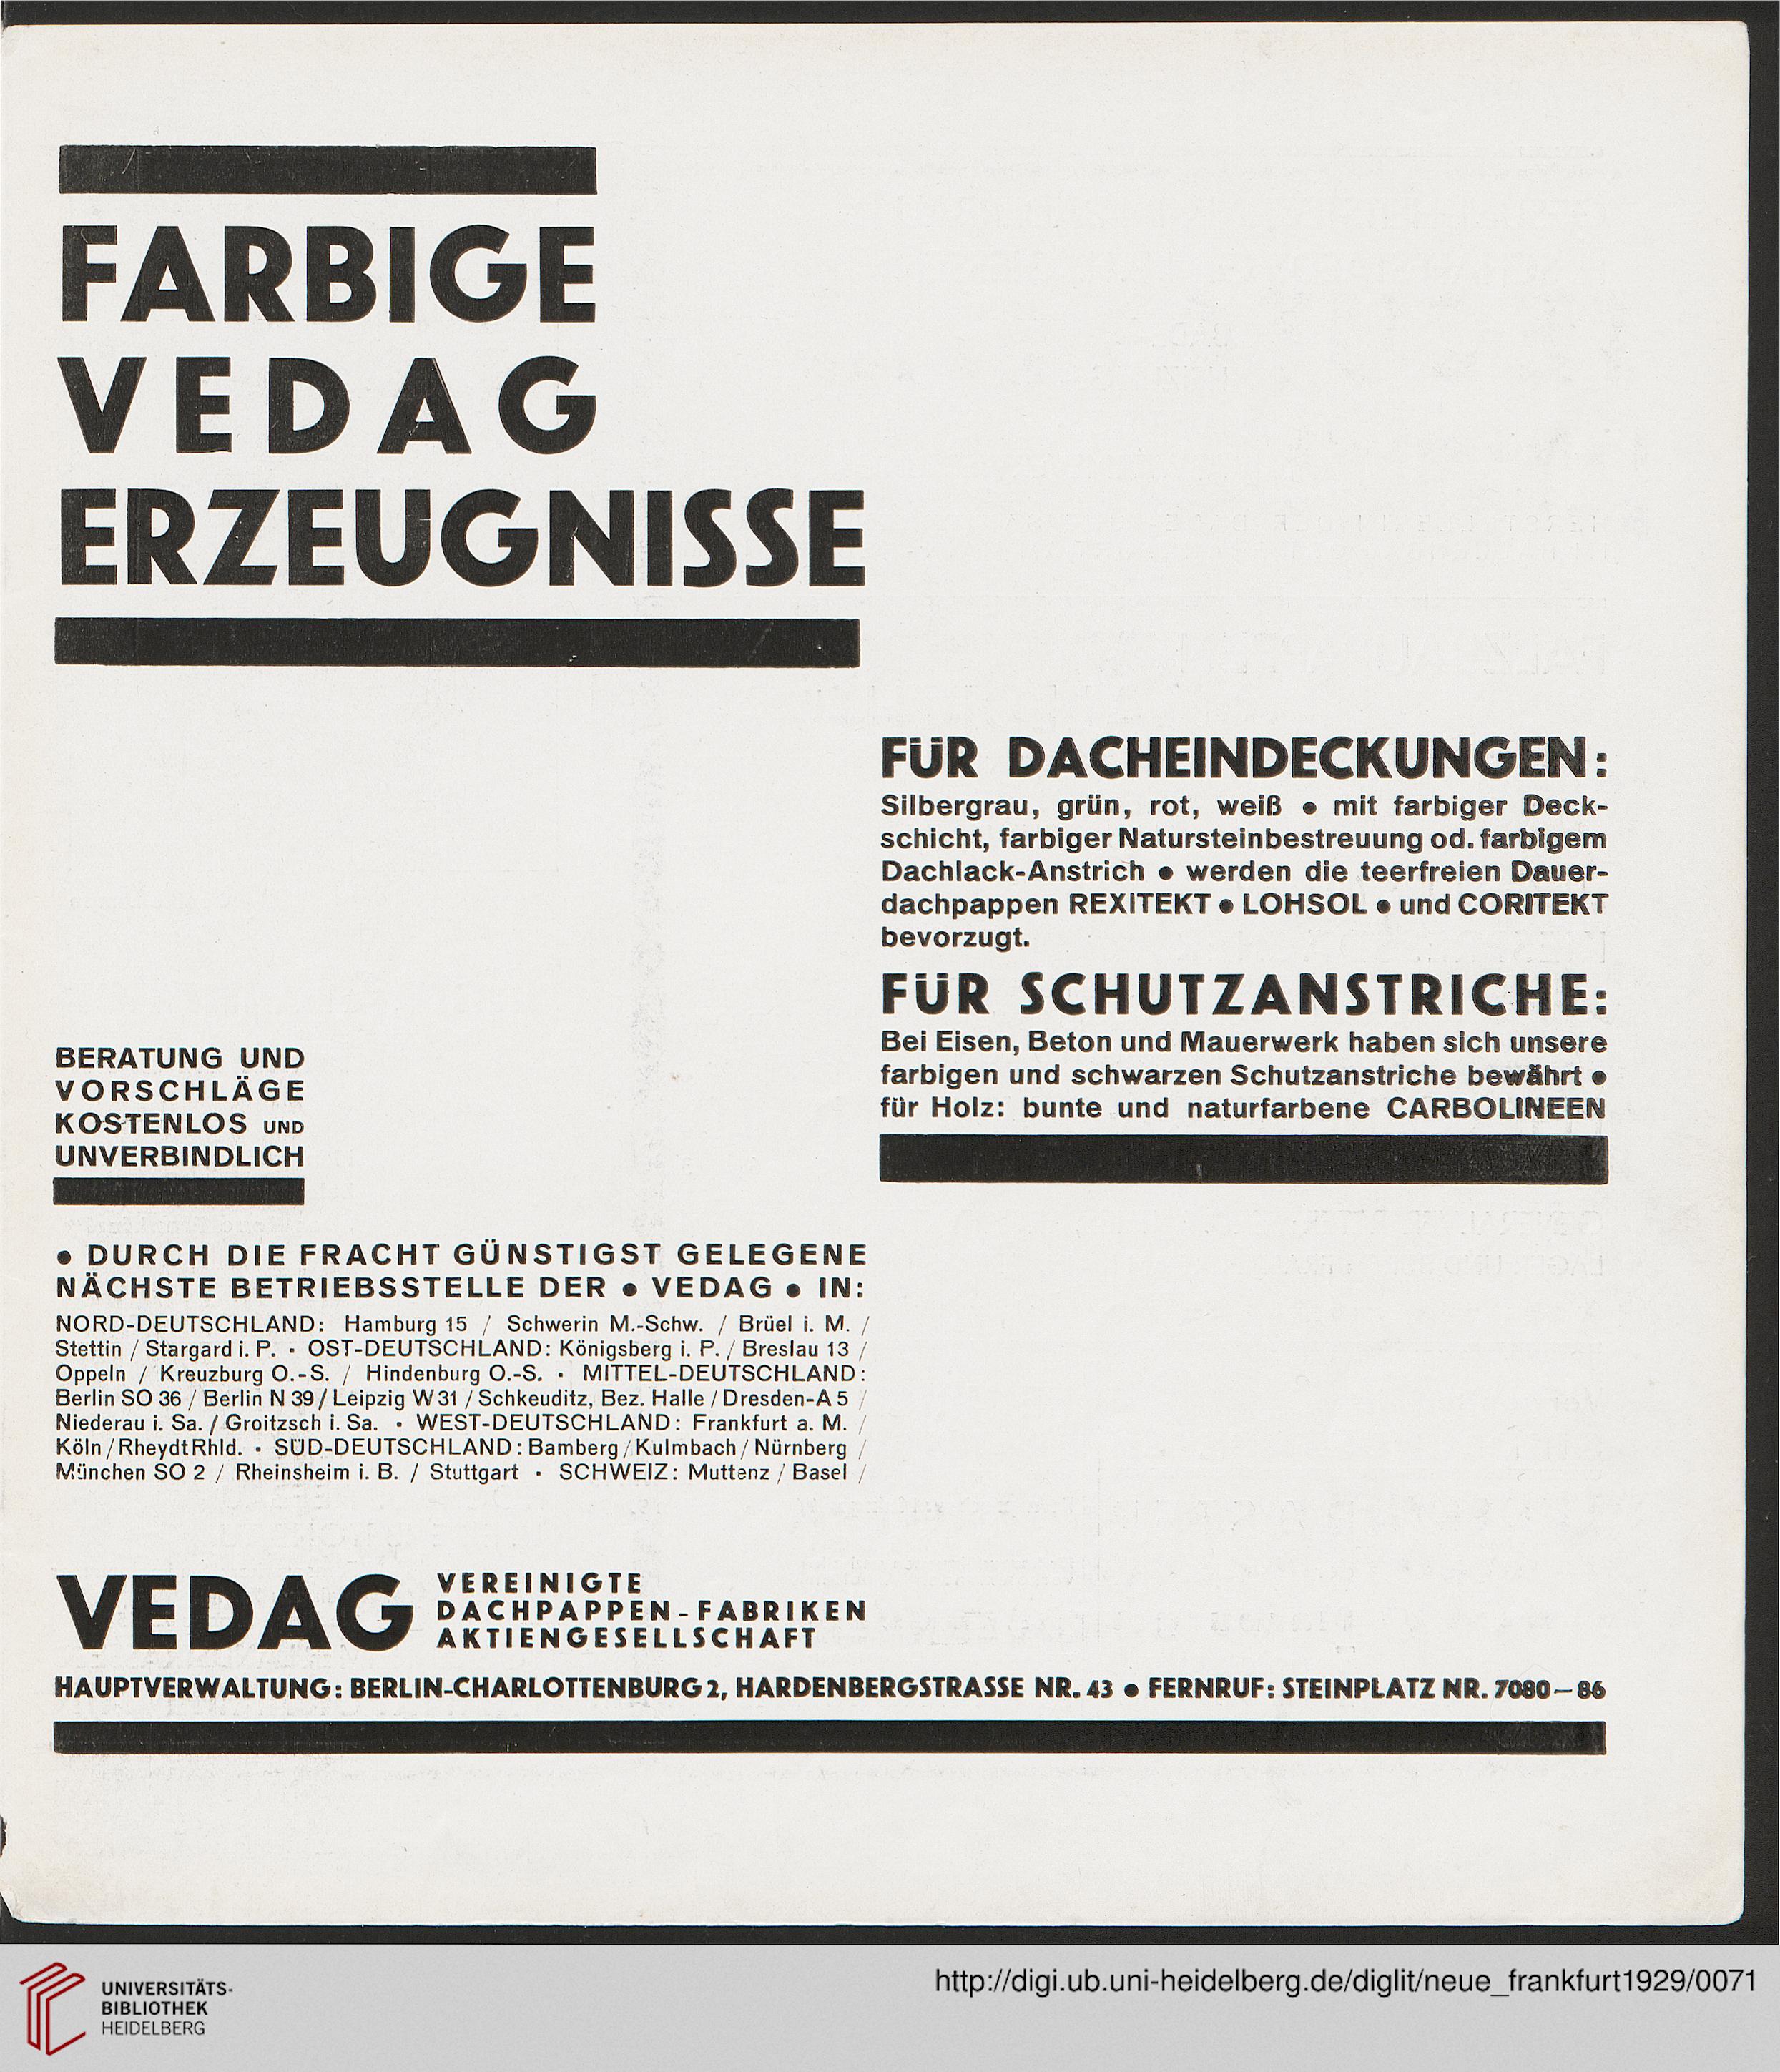 FARBIGE
VEDAG
ERZEUGNISSE
FÜR DACHEINDECKUNGEN:
Silbergrau, grün, rot, weiß ● mit farbiger Deck-
schicht, farbiger Natursteinbestreuung od. farbigem
Dachlack-Anstrich ● werden die teerfreien Dauer-
dachpappen REXITEKT ● LOHSOL ● und CORITEKT
bevorzugt.
FÜR SCHUTZANSTRICHE:
Bei Eisen, Beton und Mauerwerk haben sich unsere
farbigen und schwarzen Schutzanstriche bewährt ●
für Holz: bunte und naturfarbene CARBOLINEEN
BERATUNG UND
VORSCHLÄGE
KOSTENLOS UND
UNVERBINDLICH
● DURCH DIE FRACHT GÜNSTIGST GELEGENE
NÄCHSTE BETRIEBSSTELLE DER ● VEDAG ● IN:
NORD-DEUTSCHLAND: Hamburg 15 / Schwerin M.-Schw. / Brüel i. M. /
Stettin / Stargard i. P. · OST-DEUTSCHLAND: Königsberg i. P. / Breslau 13 /
Oppeln / Kreuzburg O.-S. / Hindenburg O.-S. · MITTEL-DEUTSCHLAND:
Berlin SO 36 / Berlin N 39 / Leipzig W 31 / Schkeuditz, Bez. Halle / Dresden-A 5 /
Niederau i. Sa. / Groitzsch i. Sa. · WEST-DEUTSCHLAND: Frankfurt a. M. /
Köln / Rheydt Rhld. · SÜD-DEUTSCHLAND: Bamberg / Kulmbach / Nürnberg /
München SO 2 / Rheinsheim i. B. / Stuttgart · SCHWEIZ: Muttenz / Basel /
VEDAG VEREINIGTE
DACHPAPPEN-FABRIKEN
AKTIENGESELLSCHAFT
HAUPTVERWALTUNG: BERLIN-CHARLOTTENBURG 2, HARDENBERGSTRASSE NR. 43 ● FERNRUF: STEINPLATZ NR. 7080—86
UNIVERSITÄTS-
BIBLIOTHEK
HEIDELBERG
http://digi.ub.uni-heidelberg.de/diglit/neue_frankfurt1929/0071